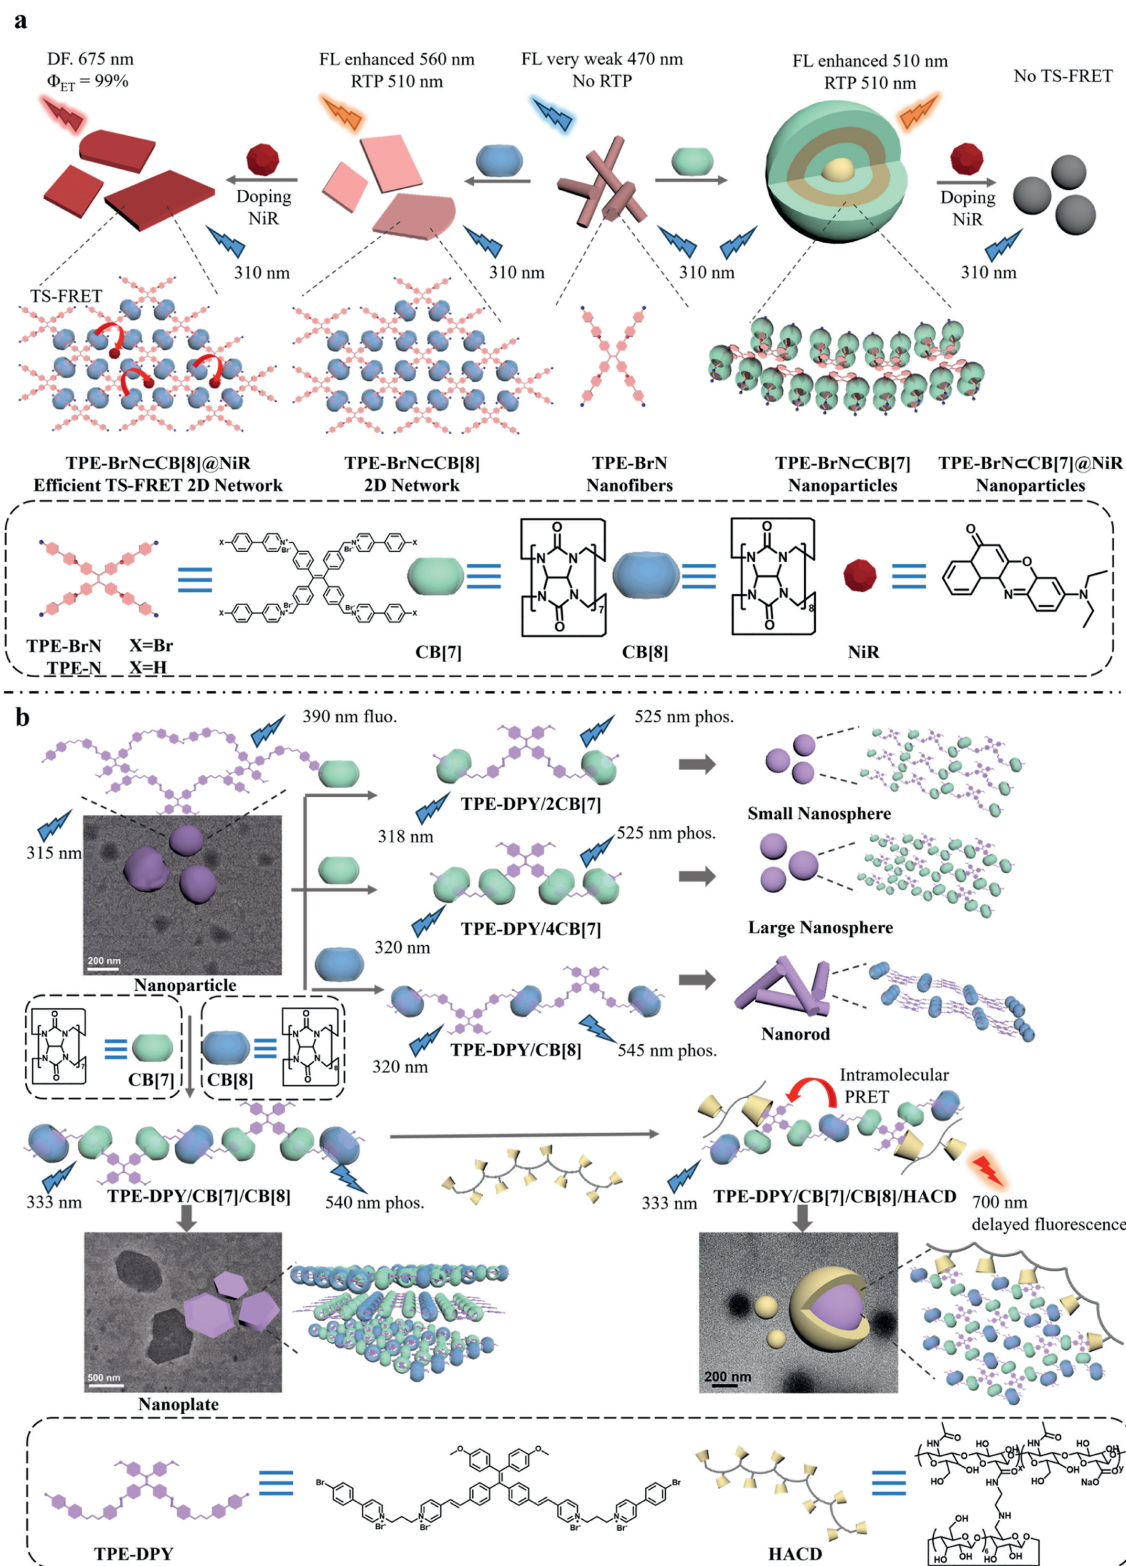 a
DF. 675 nm
Φ_ET = 99%
FL enhanced 560 nm
RTP 510 nm
FL very weak 470 nm
No RTP
FL enhanced 510 nm
RTP 510 nm
No TS-FRET
Doping
NiR
Doping
NiR
310 nm
310 nm
310 nm
310 nm
TS-FRET
TPE-BrN⊂CB[8]@NiR
Efficient TS-FRET 2D Network
TPE-BrN⊂CB[8]
2D Network
TPE-BrN
Nanofibers
TPE-BrN⊂CB[7]
Nanoparticles
TPE-BrN⊂CB[7]@NiR
Nanoparticles
TPE-BrN X=Br
TPE-N X=H
CB[7]
CB[8]
NiR
b
390 nm fluo.
315 nm
200 nm
Nanoparticle
525 nm phos.
318 nm
TPE-DPY/2CB[7]
Small Nanosphere
525 nm phos.
320 nm
TPE-DPY/4CB[7]
Large Nanosphere
320 nm
TPE-DPY/CB[8]
545 nm phos.
Nanorod
CB[7]
CB[8]
333 nm
TPE-DPY/CB[7]/CB[8]
540 nm phos.
Intramolecular
PRET
333 nm
TPE-DPY/CB[7]/CB[8]/HACD
700 nm
delayed fluorescence
500 nm
Nanoplate
200 nm
TPE-DPY
HACD